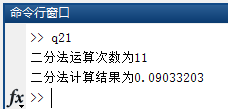 命令行窗口
>> q21
二分法运算次数为11
二分法计算结果为0.09033203
fx >>